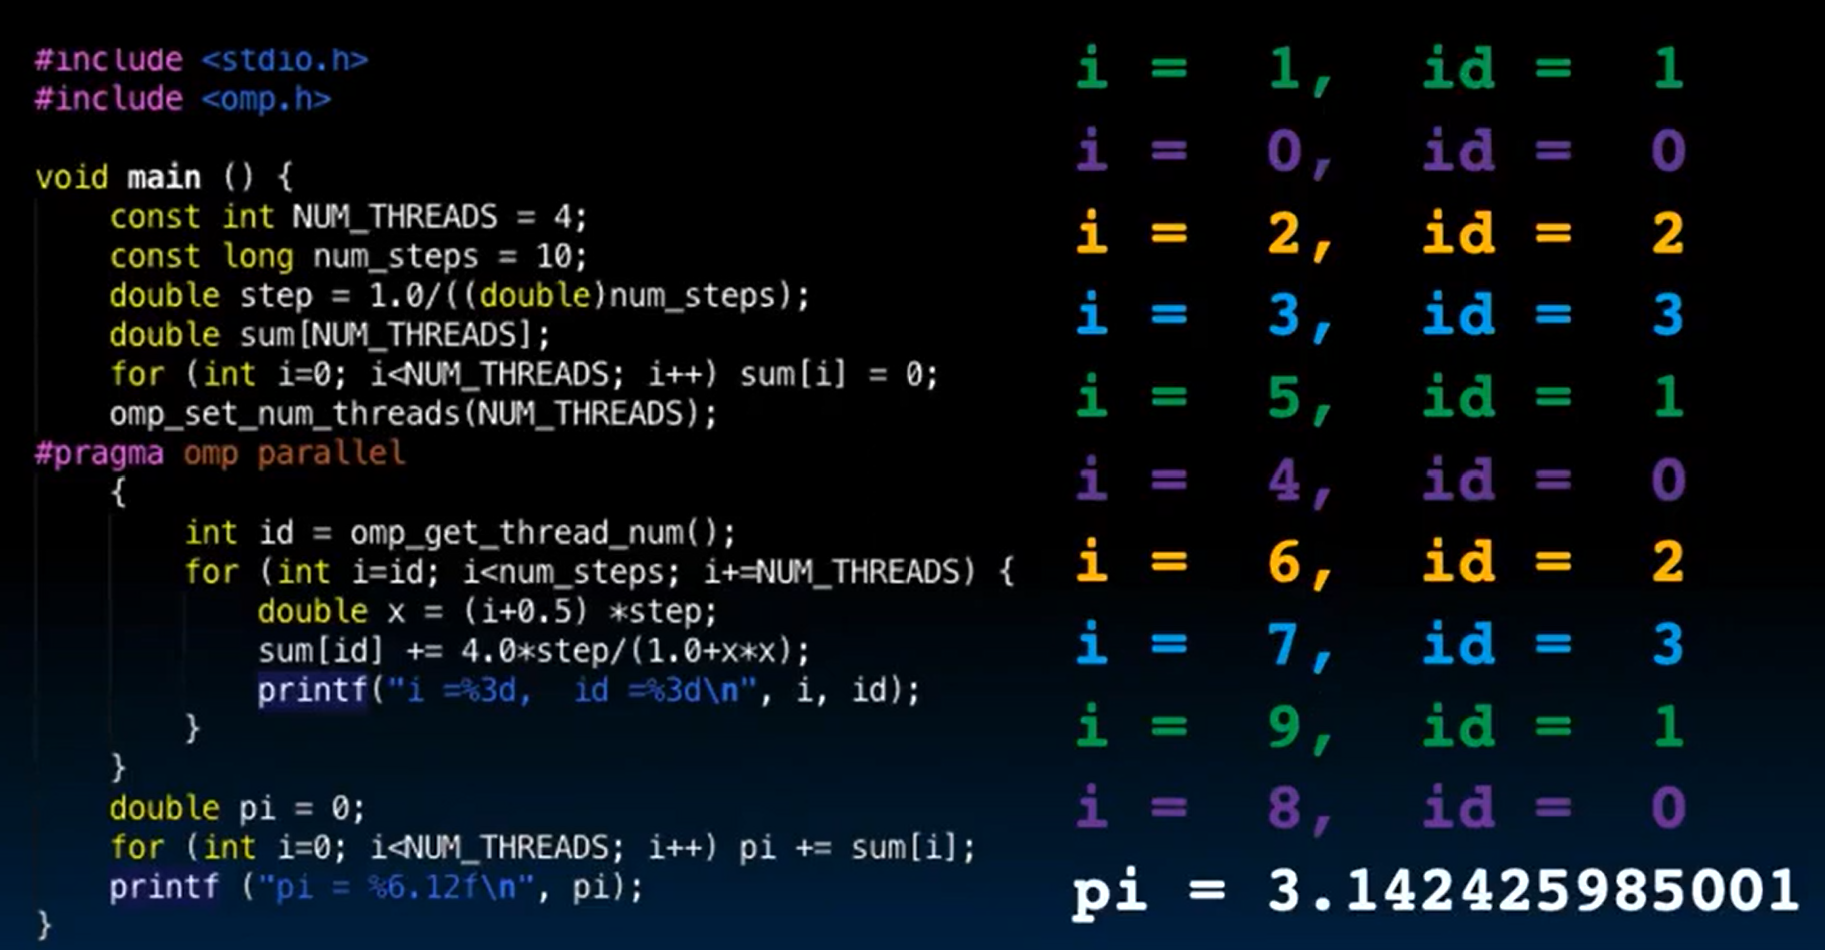 #include <stdio.h>
#include <omp.h>
void main () {
const int NUM_THREADS = 4;
const long num_steps = 10;
double step = 1.0/((double)num_steps);
double sum[NUM_THREADS];
for (int i=0; i<NUM_THREADS; i++) sum[i] = 0;
omp_set_num_threads(NUM_THREADS);
#pragma omp parallel
{
int id = omp_get_thread_num();
for (int i=id; i<num_steps; i+=NUM_THREADS) {
double x = (i+0.5) *step;
sum[id] += 4.0*step/(1.0+x*x);
printf("i =%3d,  id =%3d\n", i, id);
}
}
double pi = 0;
for (int i=0; i<NUM_THREADS; i++) pi += sum[i];
printf ("pi = %6.12f\n", pi);
}
i =  1,  id =  1
i =  0,  id =  0
i =  2,  id =  2
i =  3,  id =  3
i =  5,  id =  1
i =  4,  id =  0
i =  6,  id =  2
i =  7,  id =  3
i =  9,  id =  1
i =  8,  id =  0
pi = 3.142425985001